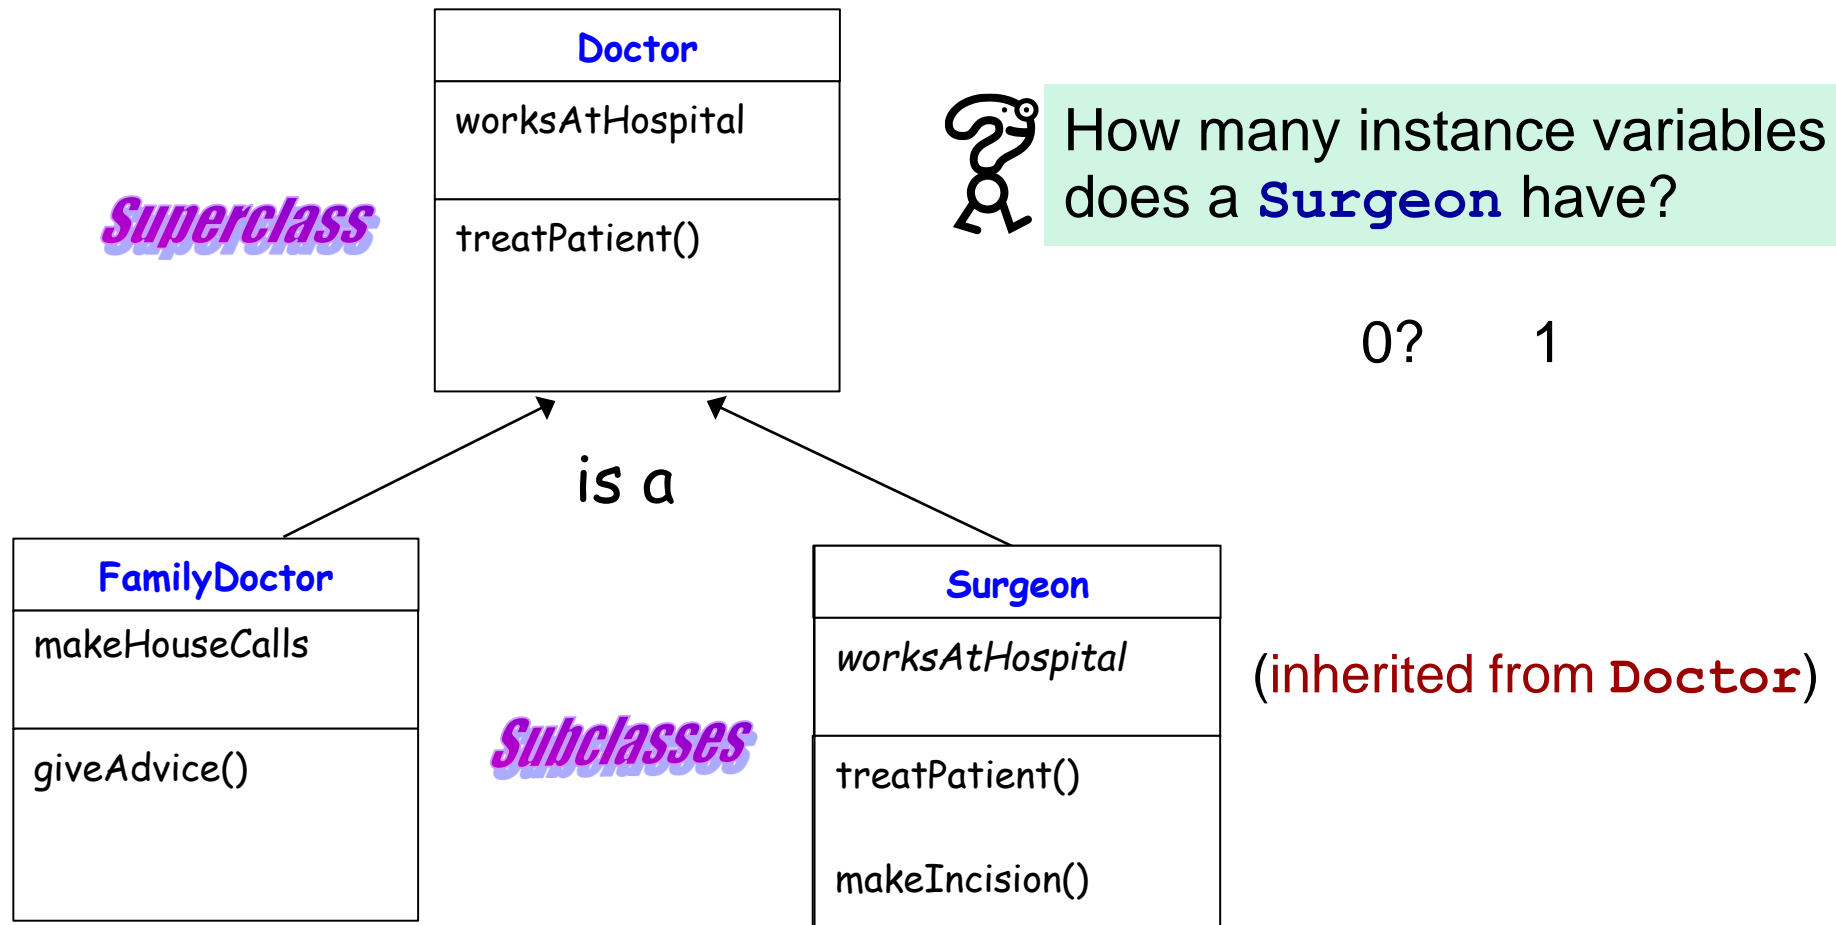 Doctor
worksAtHospital
treatPatient()
Superclass
How many instance variables
does a Surgeon have?
0? 1
is a
FamilyDoctor
makeHouseCalls
giveAdvice()
Subclasses
Surgeon
worksAtHospital
treatPatient()
makeIncision()
(inherited from Doctor)